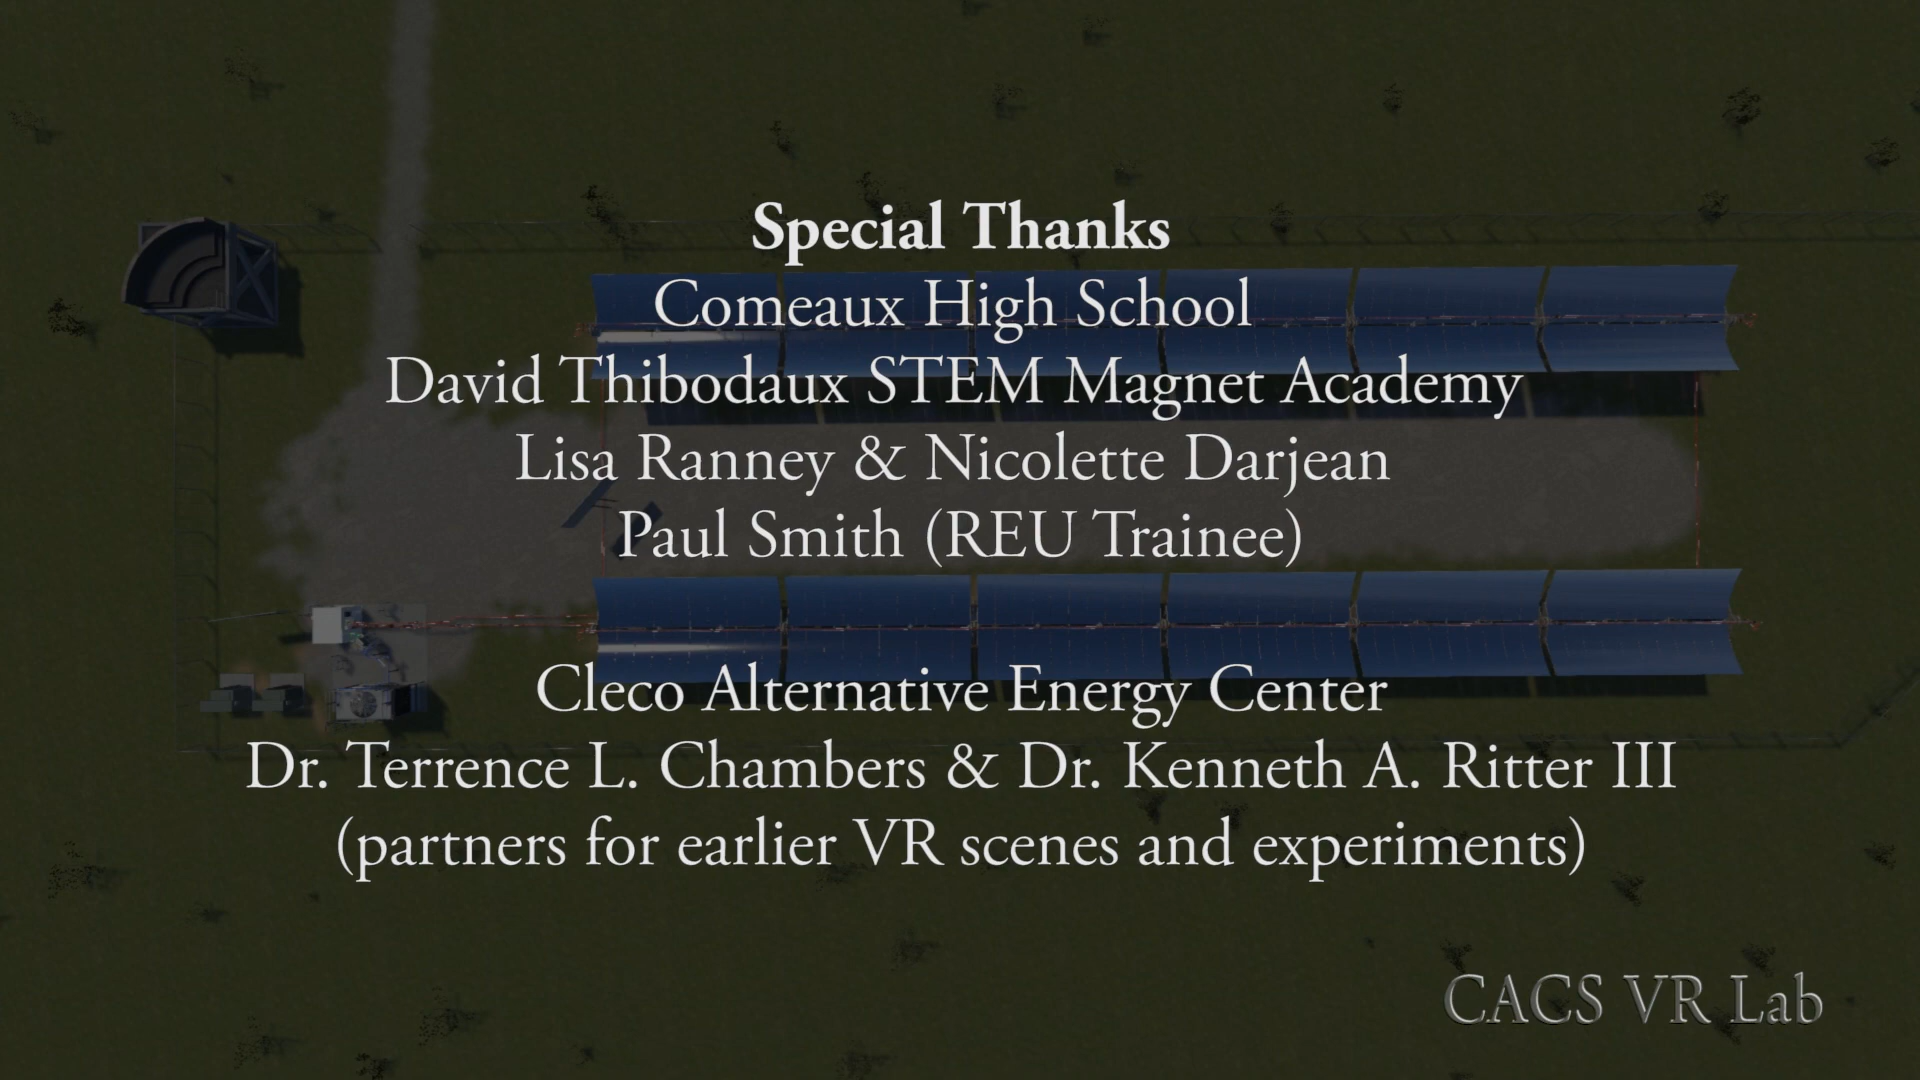 Special Thanks
Comeaux High School
David Thibodaux STEM Magnet Academy
Lisa Ranney & Nicolette Darjean
Paul Smith (REU Trainee)
Cleco Alternative Energy Center
Dr. Terrence L. Chambers & Dr. Kenneth A. Ritter III
(partners for earlier VR scenes and experiments)
CACS VR Lab